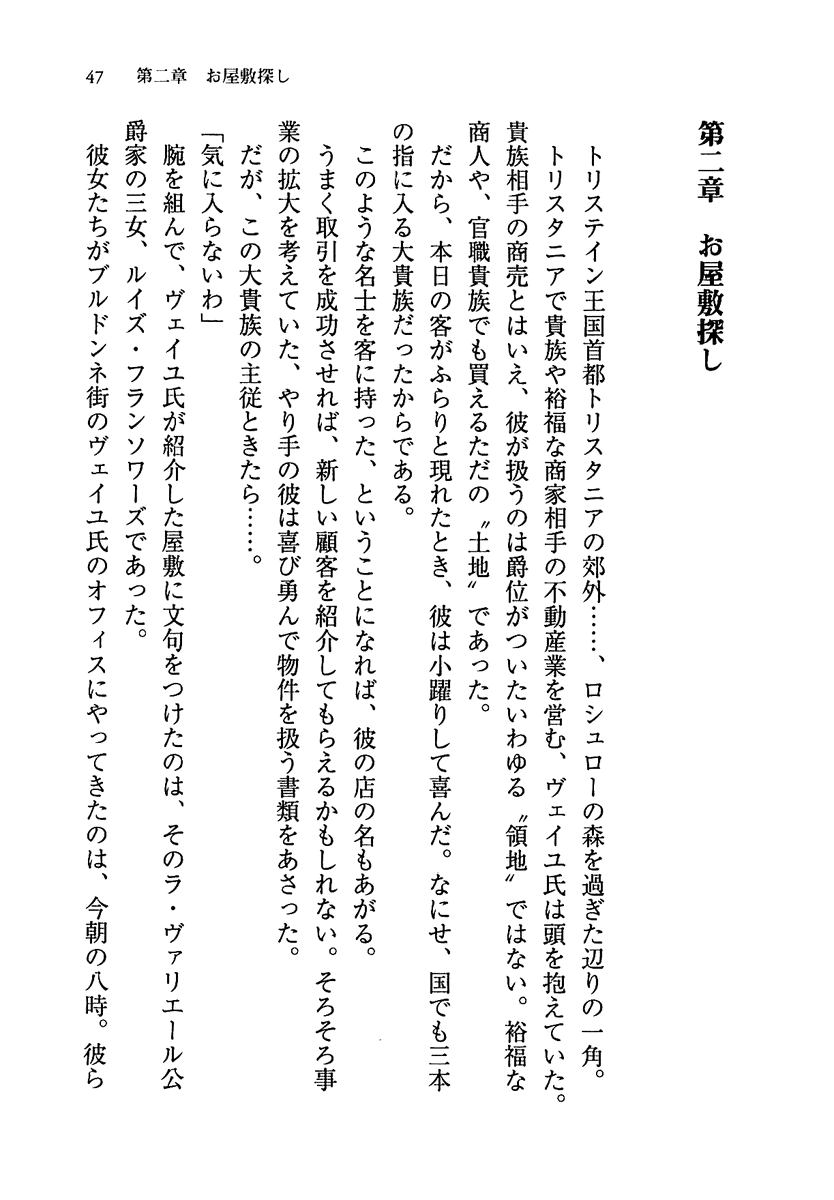 47　第二章　お屋敷探し
第二章　お屋敷探し
　トリステイン王国首都トリスタニアの郊外……、ロシュローの森を過ぎた辺りの一角。
　トリスタニアで貴族や裕福な商家相手の不動産業を営む、ヴェイユ氏は頭を抱えていた。
貴族相手の商売とはいえ、彼が扱うのは爵位がついたいわゆる〝領地〟ではない。裕福な
商人や、官職貴族でも買えるただの〝土地〟であった。
　だから、本日の客がふらりと現れたとき、彼は小躍りして喜んだ。なにせ、国でも三本
の指に入る大貴族だったからである。
　このような名士を客に持った、ということになれば、彼の店の名もあがる。
　うまく取引を成功させれば、新しい顧客を紹介してもらえるかもしれない。そろそろ事
業の拡大を考えていた、やり手の彼は喜び勇んで物件を扱う書類をあさった。
　だが、この大貴族の主従ときたら……。
「気に入らないわ」
　腕を組んで、ヴェイユ氏が紹介した屋敷に文句をつけたのは、そのラ・ヴァリエール公
爵家の三女、ルイズ・フランソワーズであった。
　彼女たちがブルドンネ街のヴェイユ氏のオフィスにやってきたのは、今朝の八時。彼ら